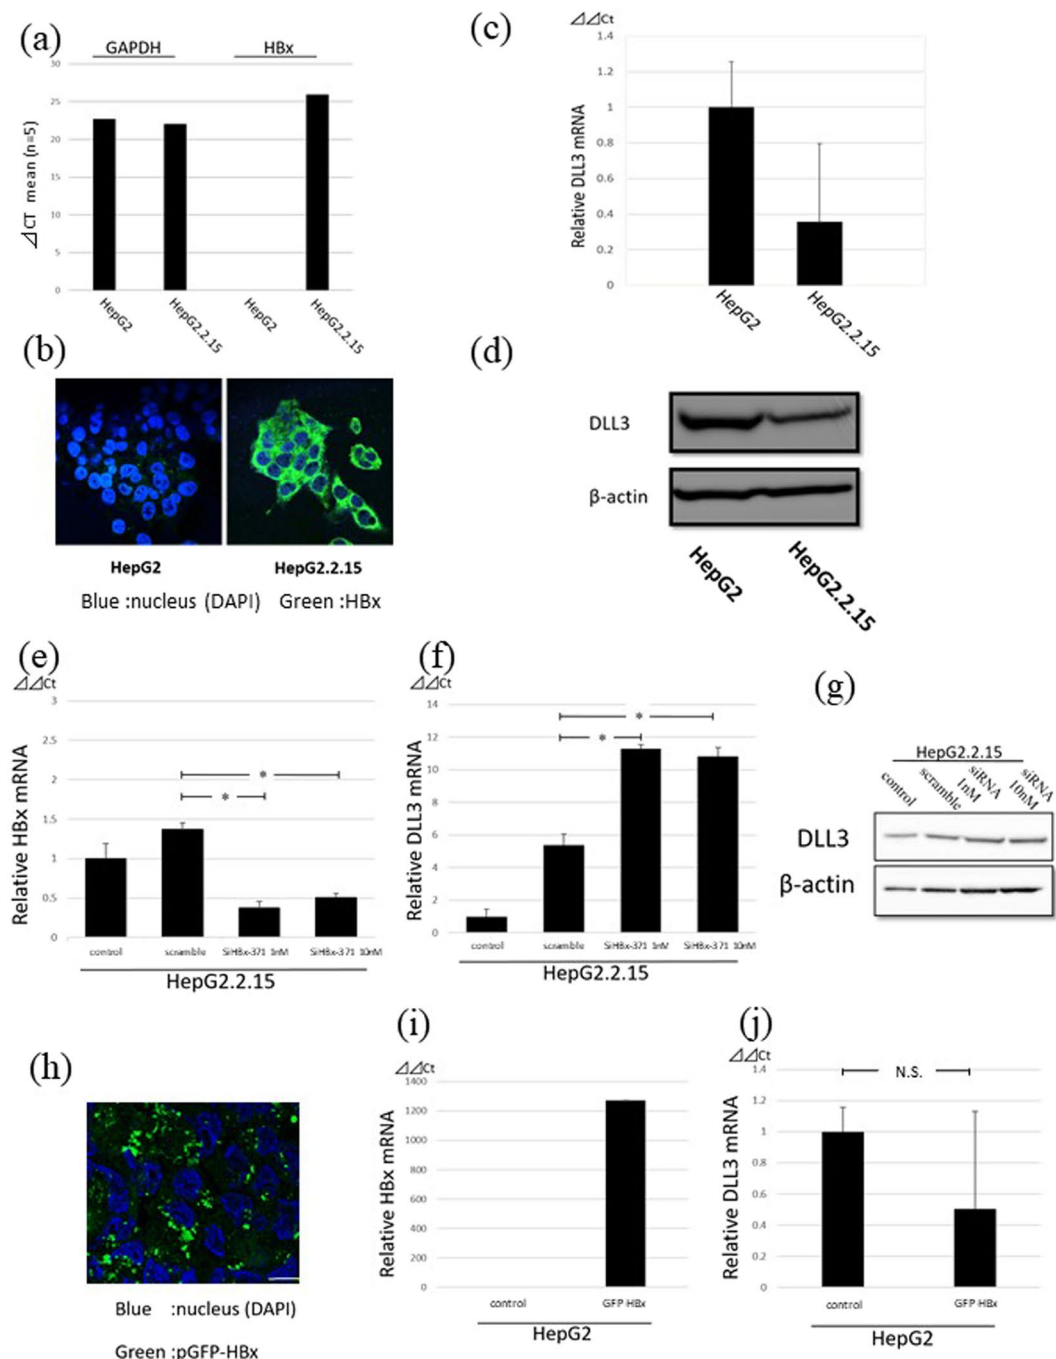 (a)
GAPDH HBx
⊿CT mean (n=5)
30
25
20
15
10
5
0
HepG2
HepG2.2.15
HepG2
HepG2.2.15
(b)
HepG2 HepG2.2.15
Blue :nucleus (DAPI) Green :HBx
(c)
⊿⊿Ct
Relative DLL3 mRNA
1.4
1.2
1
0.8
0.6
0.4
0.2
0
HepG2
HepG2.2.15
(d)
DLL3
β-actin
HepG2
HepG2.2.15
(e)
⊿⊿Ct
Relative HBx mRNA
3
2.5
2
1.5
1
0.5
0
*
*
control scramble SiHBx-371 1nM SiHBx-371 10nM
HepG2.2.15
(f)
⊿⊿Ct
Relative DLL3 mRNA
14
12
10
8
6
4
2
0
*
*
control scramble SiHBx-371 1nM SiHBx-371 10nM
HepG2.2.15
(g)
HepG2.2.15
control
scramble
siRNA 1nM
siRNA 10nM
DLL3
β-actin
(h)
Blue :nucleus (DAPI)
Green :pGFP-HBx
(i)
⊿⊿Ct
Relative HBx mRNA
1400
1200
1000
800
600
400
200
0
control GFP-HBx
HepG2
(j)
⊿⊿Ct
Relative DLL3 mRNA
1.4
1.2
1
0.8
0.6
0.4
0.2
0
N.S.
control GFP-HBx
HepG2